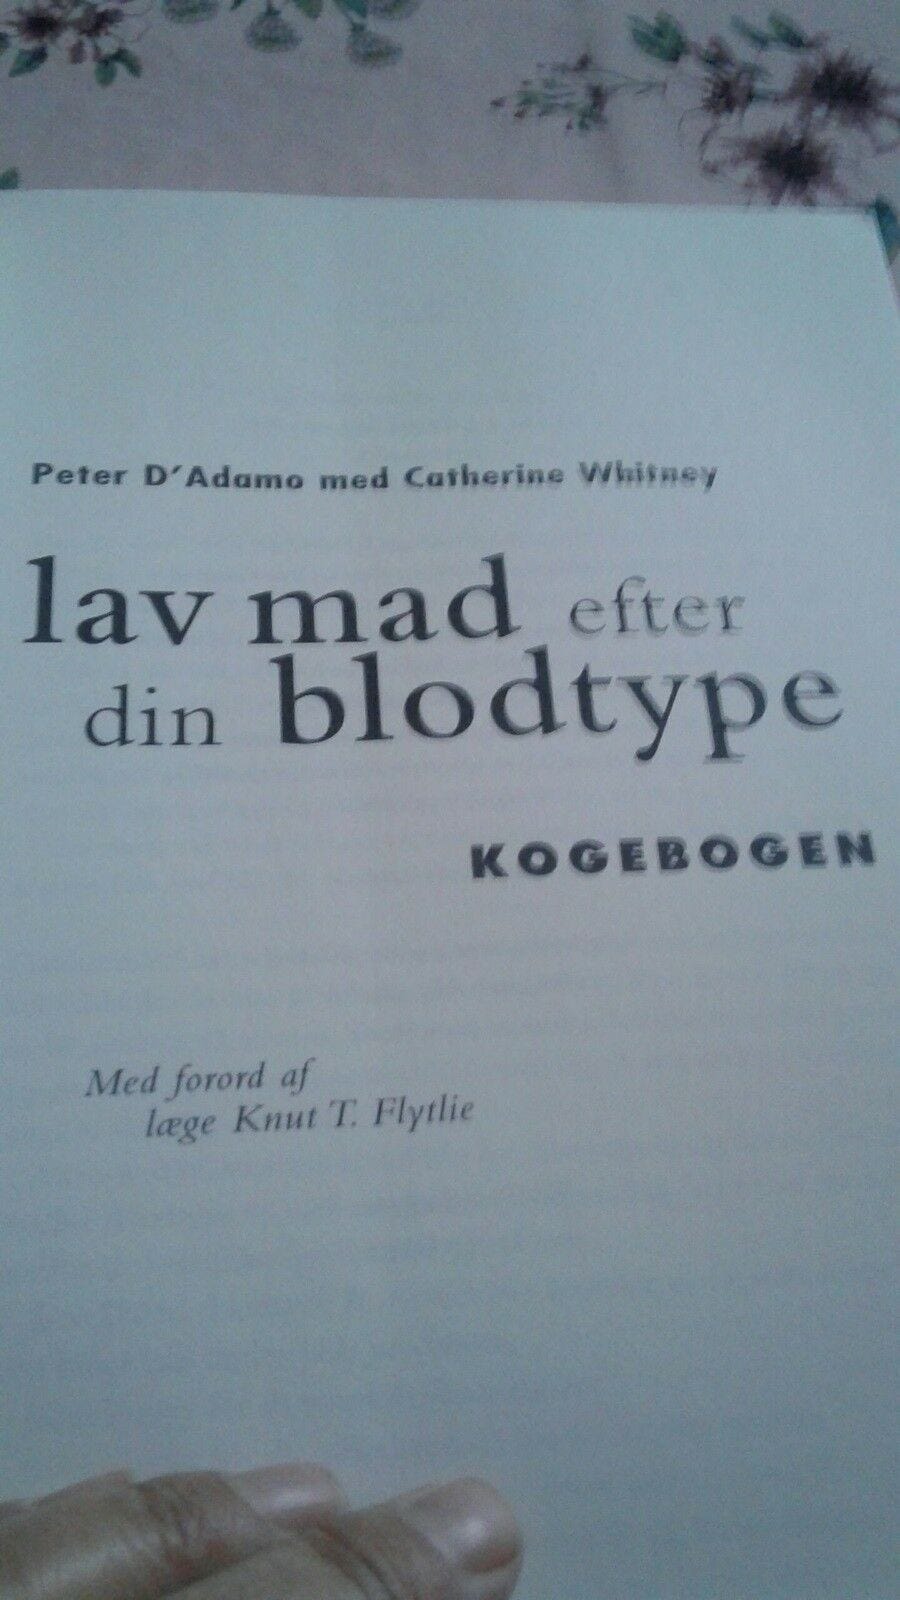 Peter D'Adamo med Catherine Whitney
lav mad efter
din blodtype
KOGEBOGEN
Med forord af
læge Knut T. Flytlie